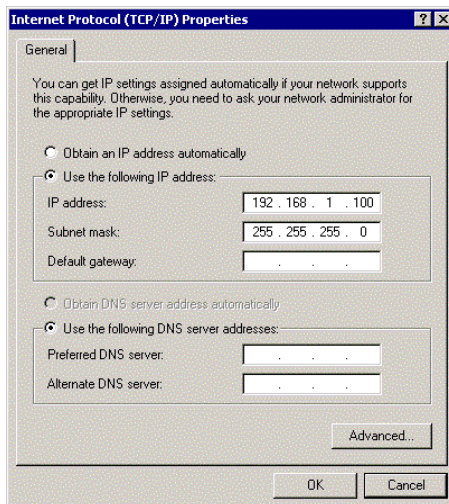 Internet Protocol (TCP/IP) Properties
General
You can get IP settings assigned automatically if your network supports
this capability. Otherwise, you need to ask your network administrator for
the appropriate IP settings.
Obtain an IP address automatically
Use the following IP address:
IP address: 192 . 168 . 1 . 100
Subnet mask: 255 . 255 . 255 . 0
Default gateway: . . .
Obtain DNS server address automatically
Use the following DNS server addresses:
Preferred DNS server: . . .
Alternate DNS server: . . .
Advanced...
OK Cancel